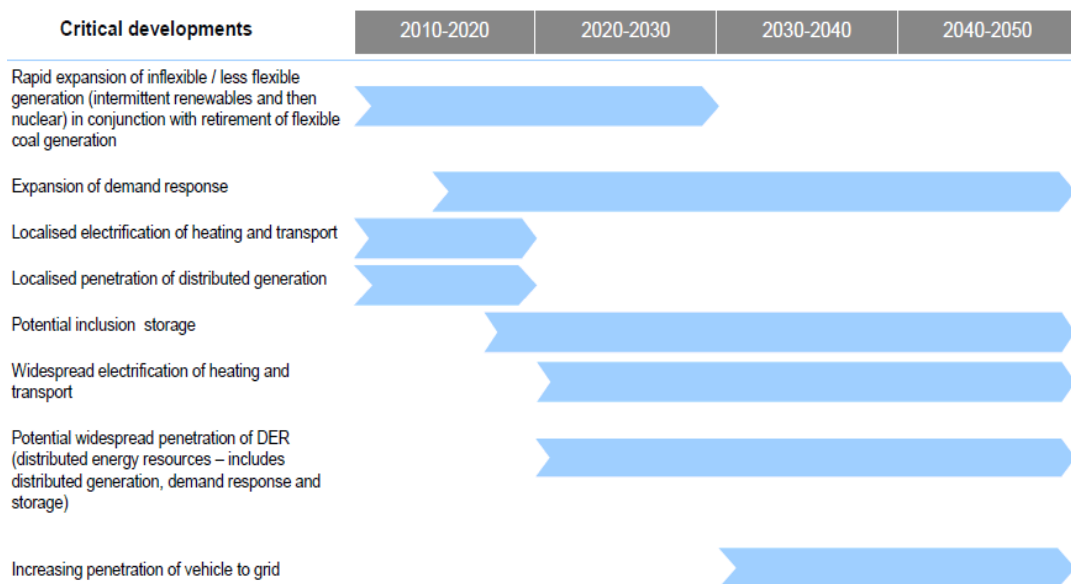 Critical developments 2010-2020 2020-2030 2030-2040 2040-2050
Rapid expansion of inflexible / less flexible
generation (intermittent renewables and then
nuclear) in conjunction with retirement of flexible
coal generation
Expansion of demand response
Localised electrification of heating and transport
Localised penetration of distributed generation
Potential inclusion storage
Widespread electrification of heating and
transport
Potential widespread penetration of DER
(distributed energy resources – includes
distributed generation, demand response and
storage)
Increasing penetration of vehicle to grid